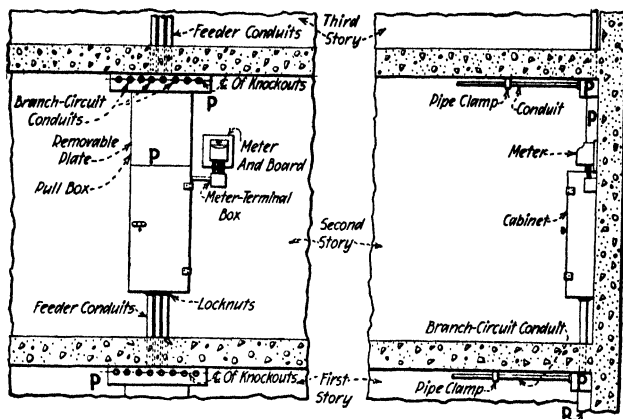 Feeder Conduits
Third
Story
℄ Of Knockouts
P
Branch-Circuit
Conduits
Removable
Plate
P
Pull Box
Meter
And Board
Meter-Terminal
Box
Second
Story
Feeder Conduits
Locknuts
P
℄ Of Knockouts
First
Story
Pipe Clamp
Conduit
P
P
Meter
Cabinet
Branch-Circuit Conduit
Pipe Clamp
P